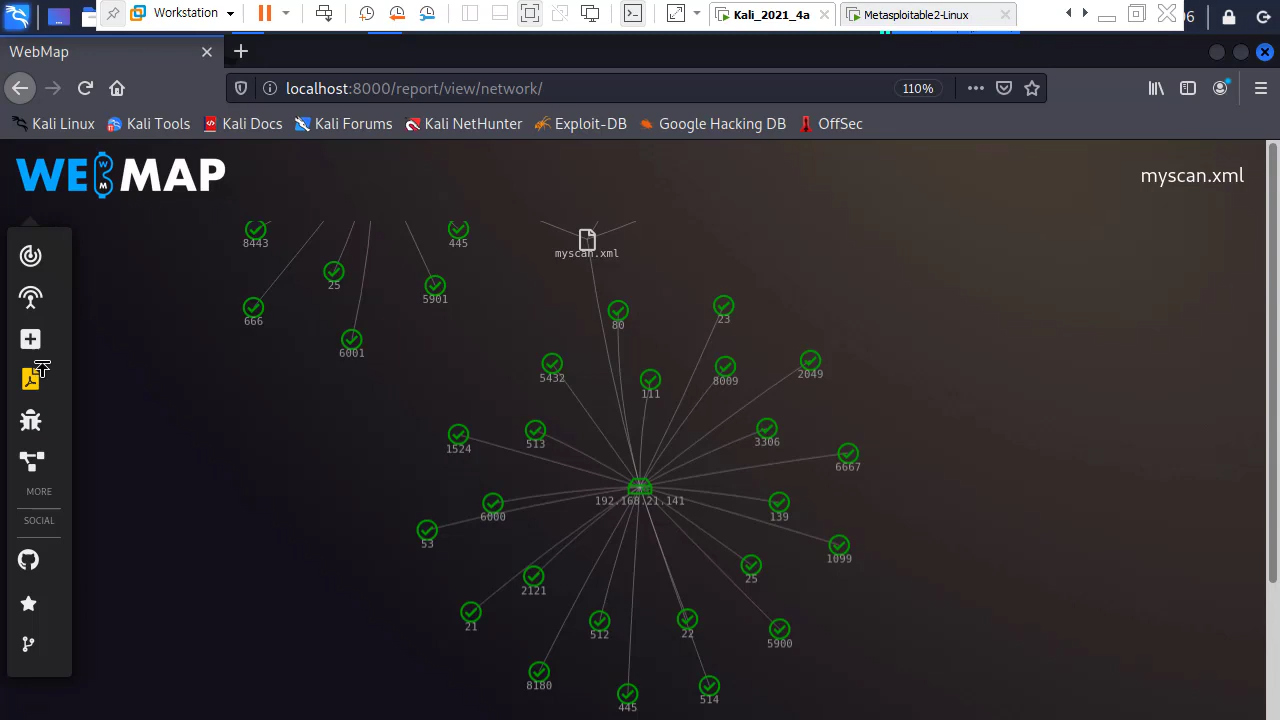 Workstation
Kali_2021_4a
Metasploitable2-Linux
WebMap
localhost:8000/report/view/network/
110%
Kali Linux
Kali Tools
Kali Docs
Kali Forums
Kali NetHunter
Exploit-DB
Google Hacking DB
OffSec
WEBMAP
myscan.xml
8443
445
myscan.xml
25
5901
666
80
23
6001
5432
8009
2049
111
1524
513
3306
6667
192.168.21.141
6000
139
53
1099
25
2121
21
512
22
5900
8180
445
514
MORE
SOCIAL